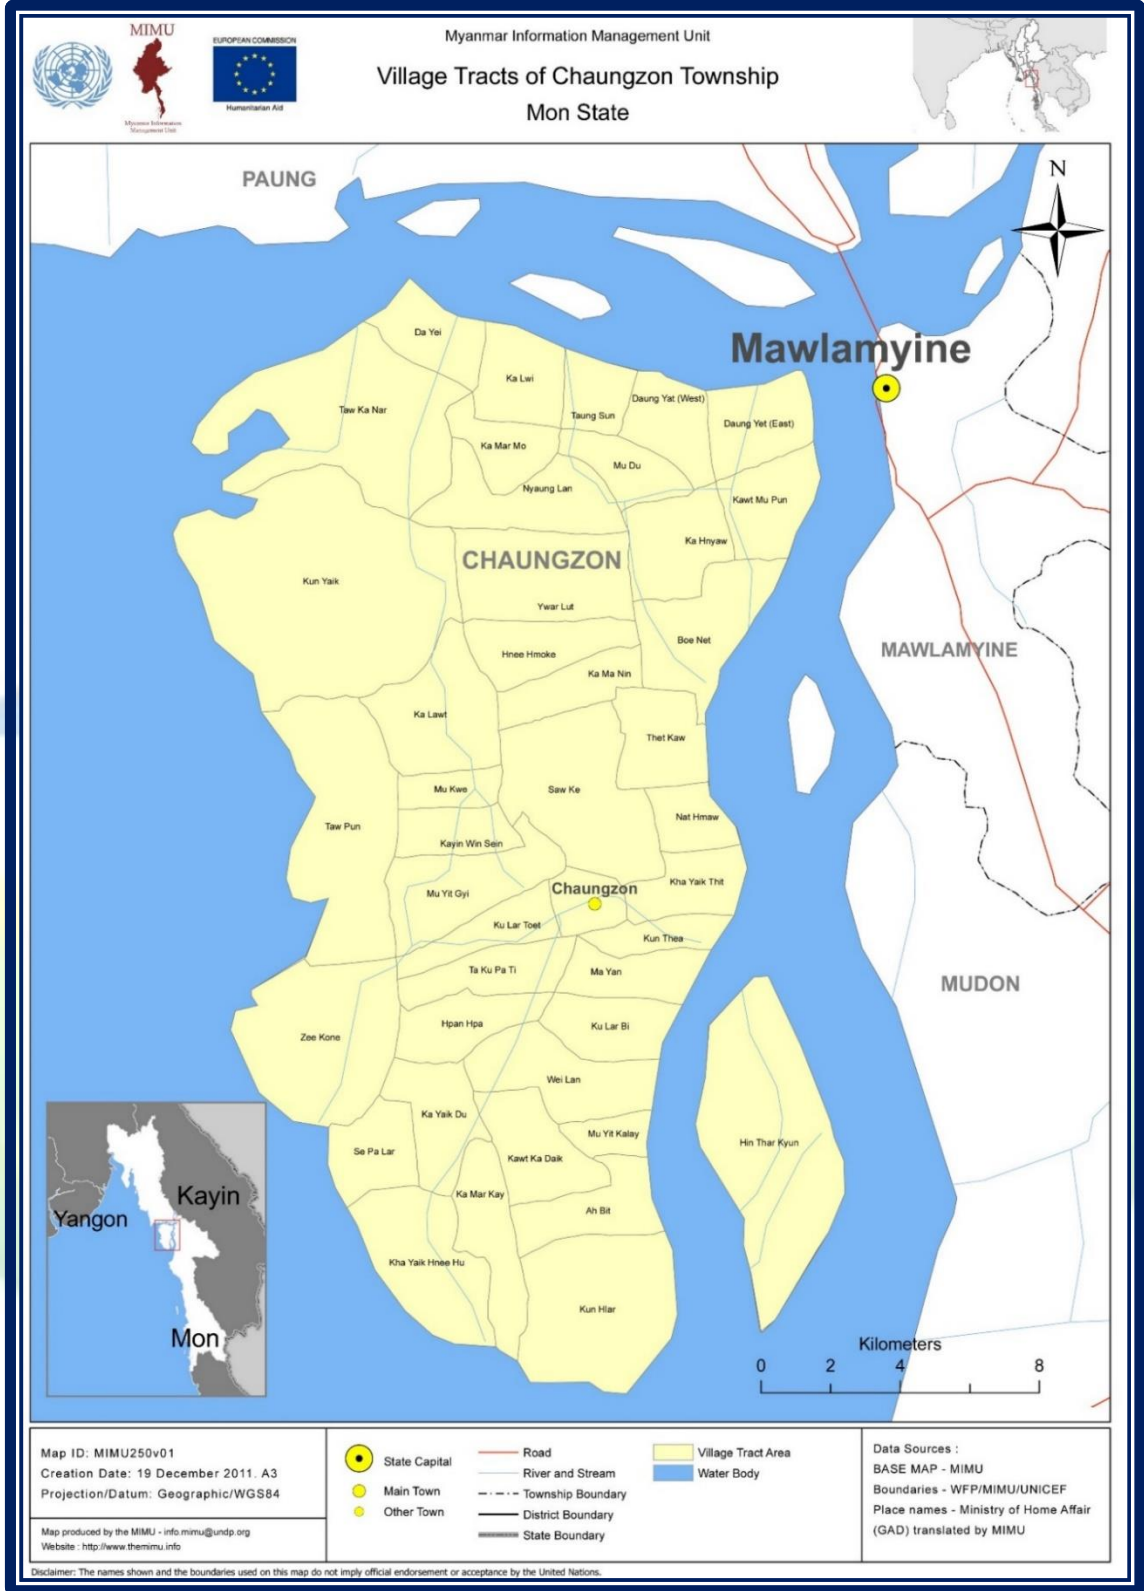 MIMU
Myanmar Information
Management Unit
EUROPEAN COMMISSION
Humanitarian Aid
Myanmar Information Management Unit
Village Tracts of Chaungzon Township
Mon State
PAUNG
N
Mawlamyine
Da Yei
Ka Lwi
Taw Ka Nar
Daung Yat (West)
Taung Sun
Daung Yet (East)
Ka Mar Mo
Mu Du
Nyaung Lan
Kawt Mu Pun
Ka Hnyaw
CHAUNGZON
Kun Yaik
Ywar Lut
Boe Net
MAWLAMYINE
Hnee Hmoke
Ka Ma Nin
Ka Lawt
Thet Kaw
Mu Kwe
Saw Ke
Nat Hmaw
Taw Pun
Kayin Win Sein
Kha Yaik Thit
Chaungzon
Mu Yit Gyi
Ku Lar Toet
Kun Thea
Ta Ku Pa Ti
Ma Yan
MUDON
Hpan Hpa
Ku Lar Bi
Zee Kone
Wei Lan
Ka Yaik Du
Mu Yit Kalay
Hin Thar Kyun
Se Pa Lar
Kawt Ka Daik
Ka Mar Kay
Ah Bit
Kha Yaik Hnee Hu
Kun Hlar
Kayin
Yangon
Mon
Kilometers
0 2 4 8
Map ID: MIMU250v01
Creation Date: 19 December 2011. A3
Projection/Datum: Geographic/WGS84
Map produced by the MIMU - info.mimu@undp.org
Website : http://www.themimu.info
State Capital
Main Town
Other Town
Road
River and Stream
Township Boundary
District Boundary
State Boundary
Village Tract Area
Water Body
Data Sources :
BASE MAP - MIMU
Boundaries - WFP/MIMU/UNICEF
Place names - Ministry of Home Affair
(GAD) translated by MIMU
Disclaimer: The names shown and the boundaries used on this map do not imply official endorsement or acceptance by the United Nations.